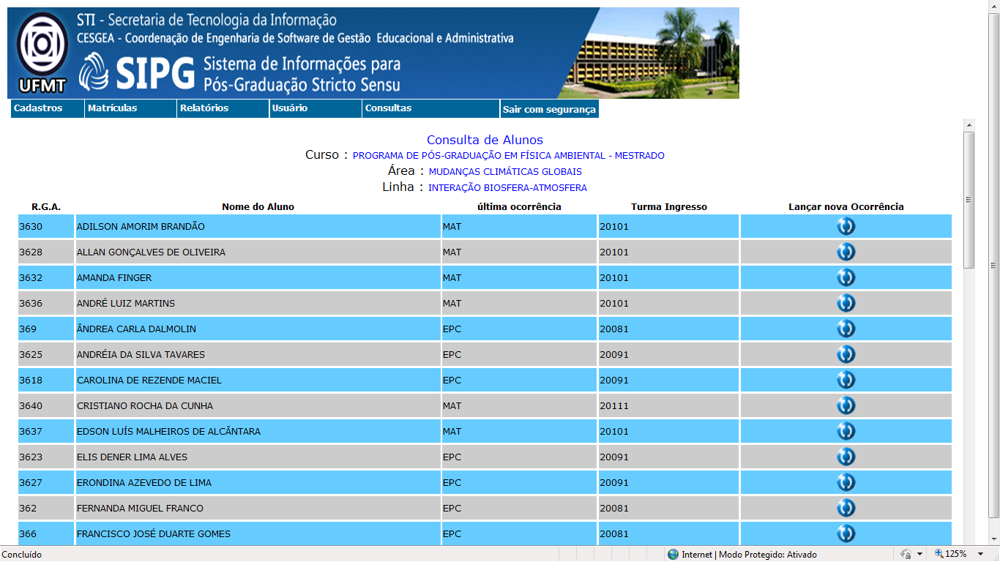 STI - Secretaria de Tecnologia da Informação
CESGEA - Coordenação de Engenharia de Software de Gestão Educacional e Administrativa
UFMT
SIPG Sistema de Informações para
Pós-Graduação Stricto Sensu
Cadastros Matrículas Relatórios Usuário Consultas Sair com segurança
Consulta de Alunos
Curso : PROGRAMA DE PÓS-GRADUAÇÃO EM FÍSICA AMBIENTAL - MESTRADO
Área : MUDANÇAS CLIMÁTICAS GLOBAIS
Linha : INTERAÇÃO BIOSFERA-ATMOSFERA
R.G.A. Nome do Aluno última ocorrência Turma Ingresso Lançar nova Ocorrência
3630 ADILSON AMORIM BRANDÃO MAT 20101
3628 ALLAN GONÇALVES DE OLIVEIRA MAT 20101
3632 AMANDA FINGER MAT 20101
3636 ANDRÉ LUIZ MARTINS MAT 20101
369 ÂNDREA CARLA DALMOLIN EPC 20081
3625 ANDRÉIA DA SILVA TAVARES EPC 20091
3618 CAROLINA DE REZENDE MACIEL EPC 20091
3640 CRISTIANO ROCHA DA CUNHA MAT 20111
3637 EDSON LUÍS MALHEIROS DE ALCÂNTARA MAT 20101
3623 ELIS DENER LIMA ALVES EPC 20091
3627 ERONDINA AZEVEDO DE LIMA EPC 20091
362 FERNANDA MIGUEL FRANCO EPC 20081
366 FRANCISCO JOSÉ DUARTE GOMES EPC 20081
Concluído Internet | Modo Protegido: Ativado 125%